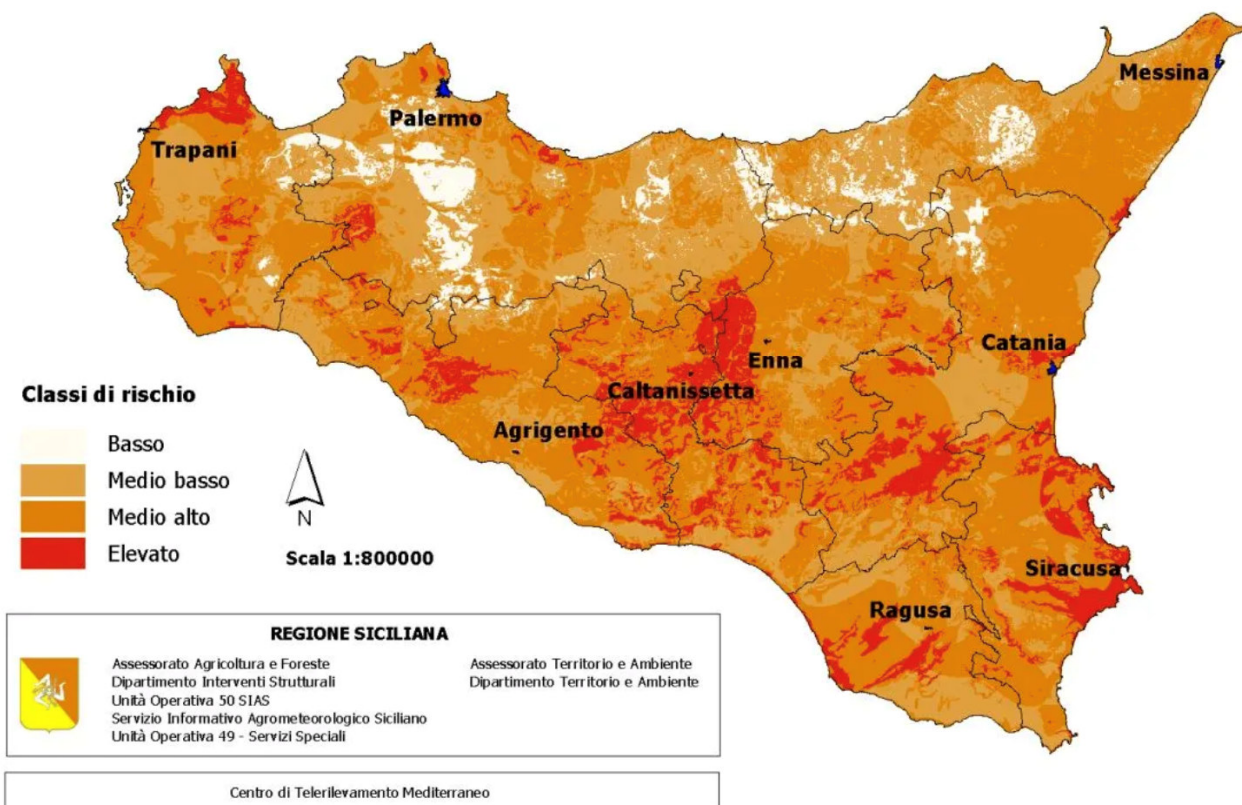 Messina
Palermo
Trapani
Catania
Enna
Caltanissetta
Agrigento
Siracusa
Ragusa
Classi di rischio
Basso
Medio basso
Medio alto
Elevato
N
Scala 1:800000
REGIONE SICILIANA
Assessorato Agricoltura e Foreste
Dipartimento Interventi Strutturali
Unità Operativa 50 SIAS
Servizio Informativo Agrometeorologico Siciliano
Unità Operativa 49 - Servizi Speciali
Assessorato Territorio e Ambiente
Dipartimento Territorio e Ambiente
Centro di Telerilevamento Mediterraneo